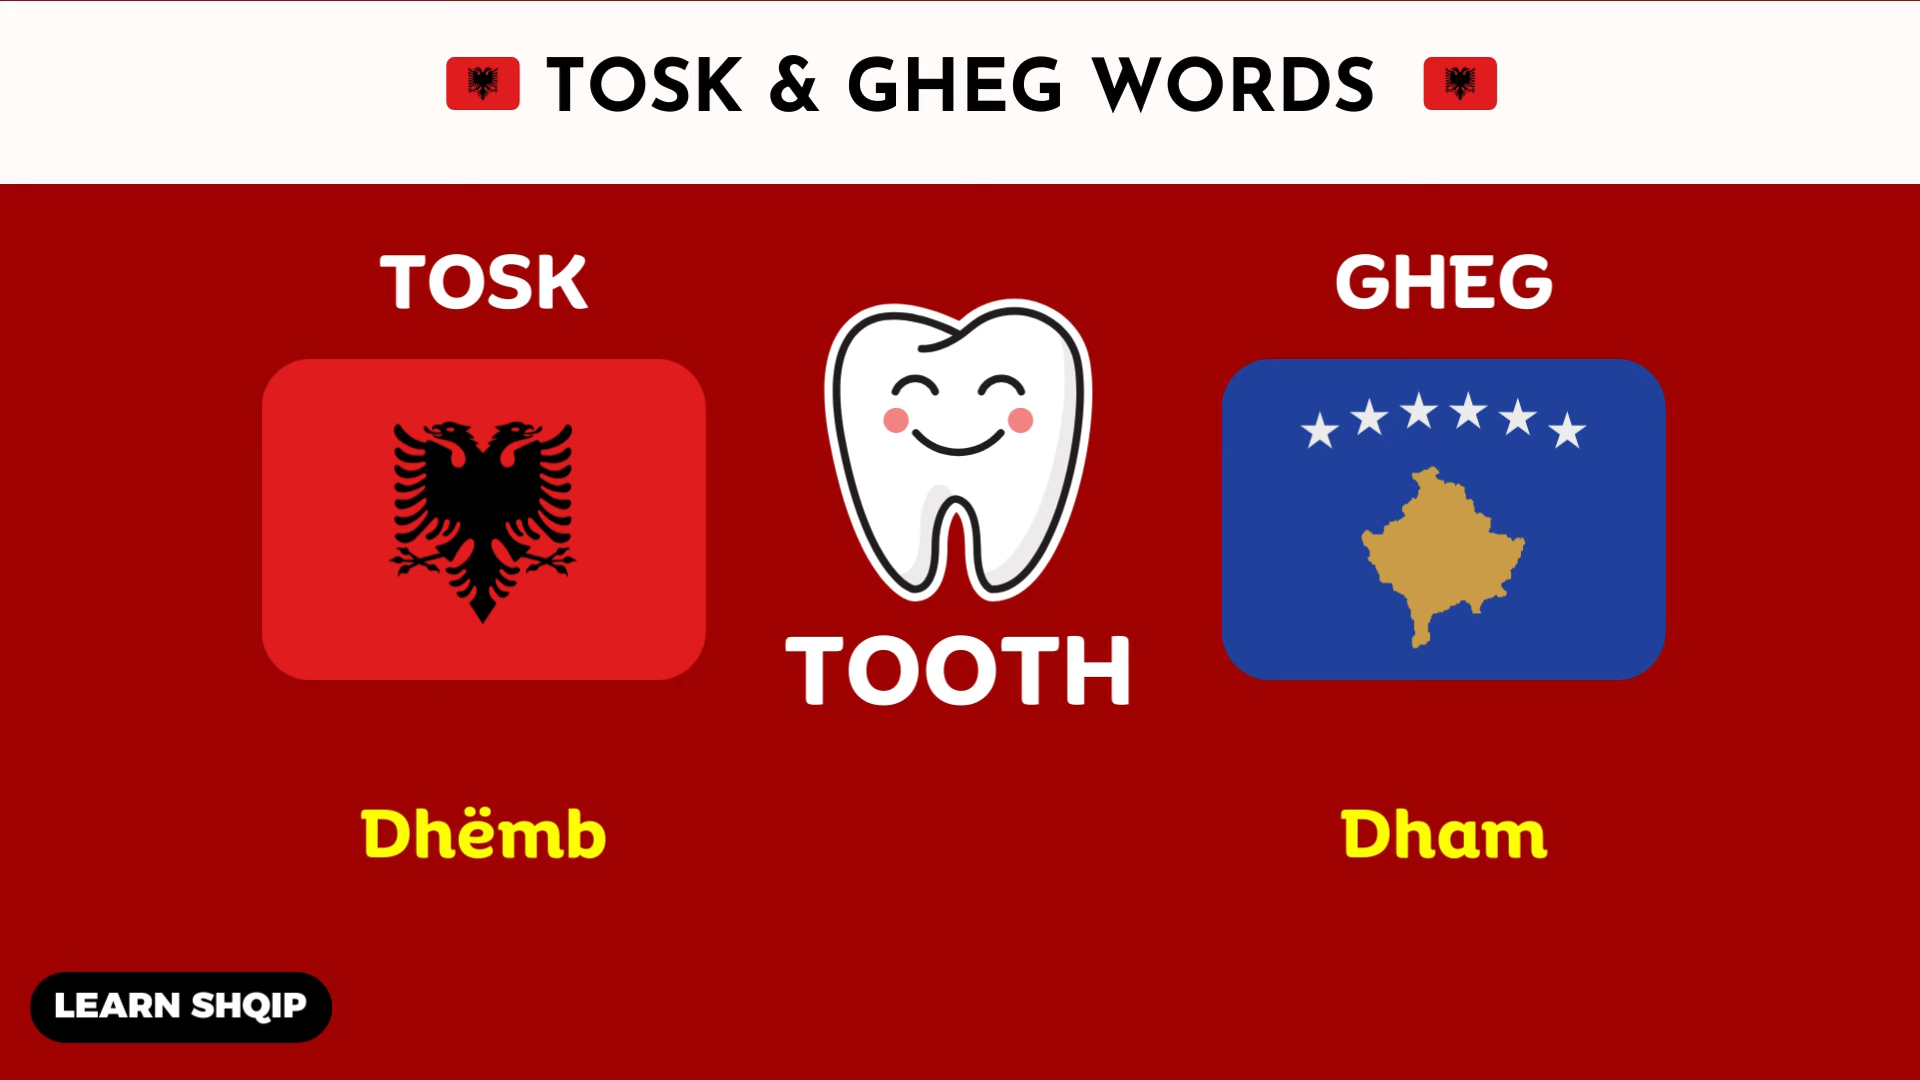 TOSK & GHEG WORDS
TOSK
GHEG
TOOTH
Dhëmb
Dham
LEARN SHQIP